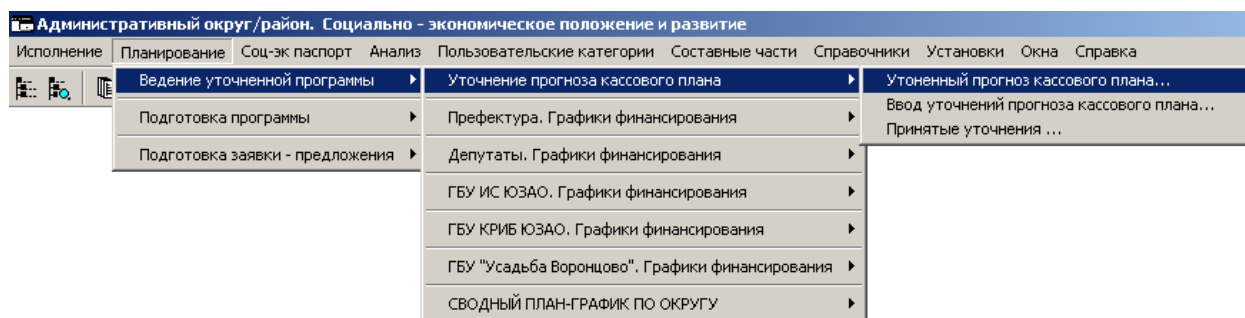 Административный округ/район. Социально - экономическое положение и развитие
Исполнение Планирование Соц-эк паспорт Анализ Пользовательские категории Составные части Справочники Установки Окна Справка
Ведение уточненной программы
Подготовка программы
Подготовка заявки - предложения
Уточнение прогноза кассового плана
Префектура. Графики финансирования
Депутаты. Графики финансирования
ГБУ ИС ЮЗАО. Графики финансирования
ГБУ КРИБ ЮЗАО. Графики финансирования
ГБУ "Усадьба Воронцово". Графики финансирования
СВОДНЫЙ ПЛАН-ГРАФИК ПО ОКРУГУ
Утоненный прогноз кассового плана...
Ввод уточнений прогноза кассового плана...
Принятые уточнения ...